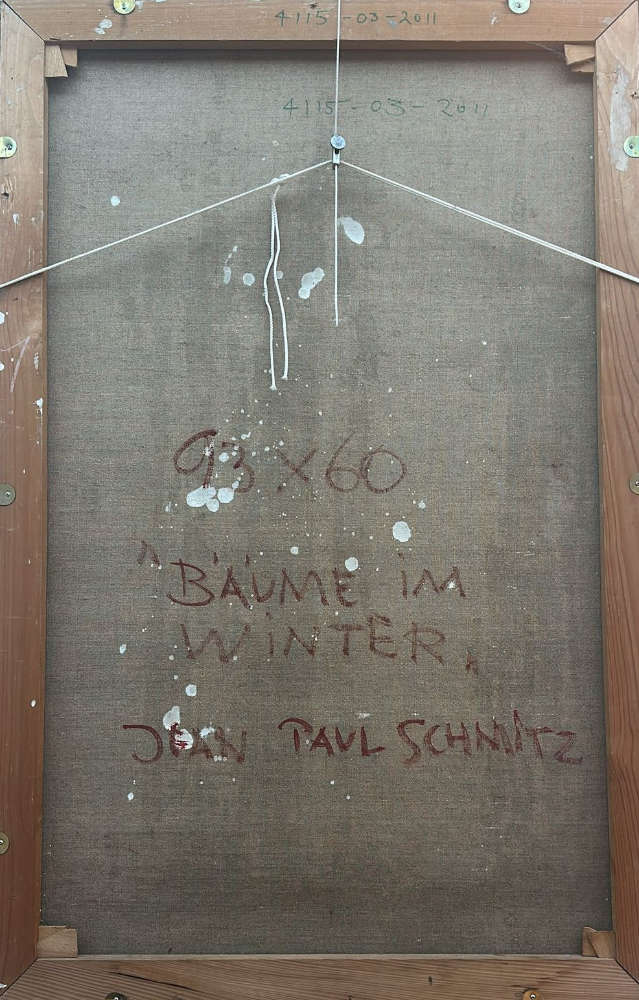 4115-03-2011
4115-03-2011
93 x 60
"BÄUME iM
WiNTER"
JEAN PAUL SCHMiTZ